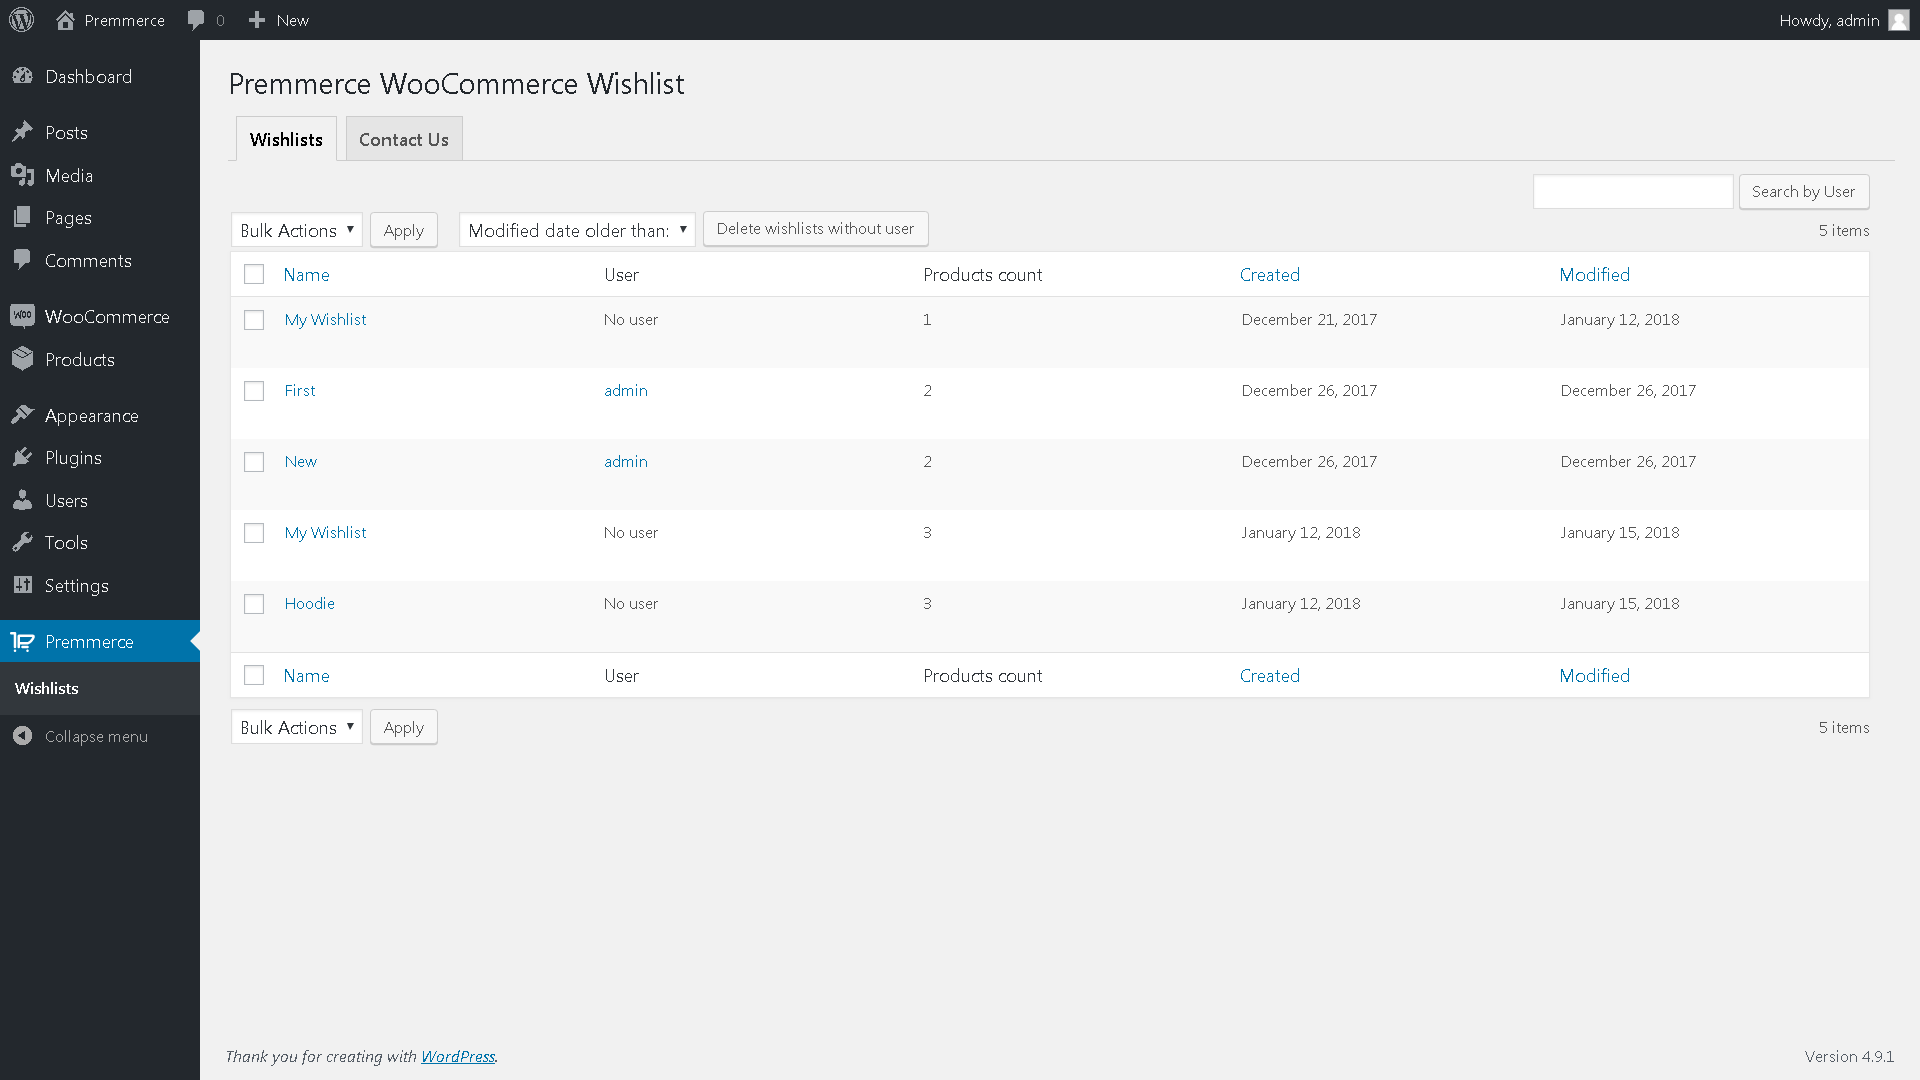 Premmerce 0 New Howdy, admin
Dashboard
Posts
Media
Pages
Comments
WooCommerce
Products
Appearance
Plugins
Users
Tools
Settings
Premmerce
Wishlists
Collapse menu
Premmerce WooCommerce Wishlist
Wishlists Contact Us
Search by User
Bulk Actions Apply Modified date older than: Delete wishlists without user 5 items
Name User Products count Created Modified
My Wishlist No user 1 December 21, 2017 January 12, 2018
First admin 2 December 26, 2017 December 26, 2017
New admin 2 December 26, 2017 December 26, 2017
My Wishlist No user 3 January 12, 2018 January 15, 2018
Hoodie No user 3 January 12, 2018 January 15, 2018
Name User Products count Created Modified
Bulk Actions Apply 5 items
Thank you for creating with WordPress. Version 4.9.1